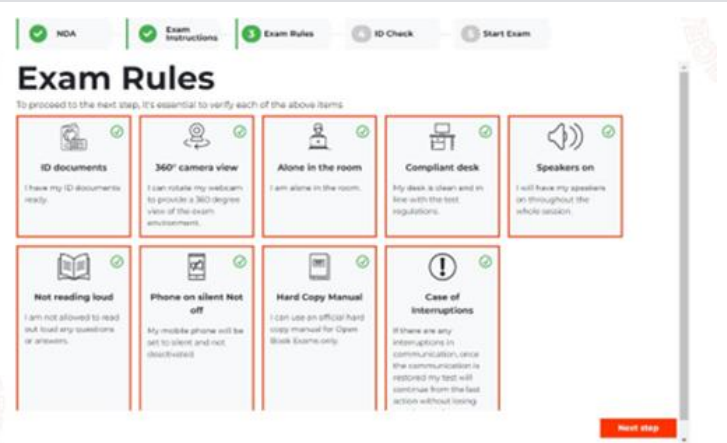 NDA
Exam
Instructions
3 Exam Rules
4 ID Check
5 Start Exam
Exam Rules
To proceed to the next step, it's essential to verify each of the above items
ID documents
I have my ID documents
ready.
360° camera view
I can rotate my webcam
to provide a 360 degree
view of the exam
environment.
Alone in the room
I am alone in the room.
Compliant desk
My desk is clean and in
line with the test
regulations.
Speakers on
I will have my speakers
on throughout the
whole session.
Not reading loud
I am not allowed to read
out loud any questions
or answers.
Phone on silent Not
off
My mobile phone will be
set to silent and not
deactivated.
Hard Copy Manual
I can use an official hard
copy manual for Open
Book Exams only.
Case of
Interruptions
If there are any
interruptions in
communication, once
the communication is
restored my test will
continue from the last
action without losing
Next step